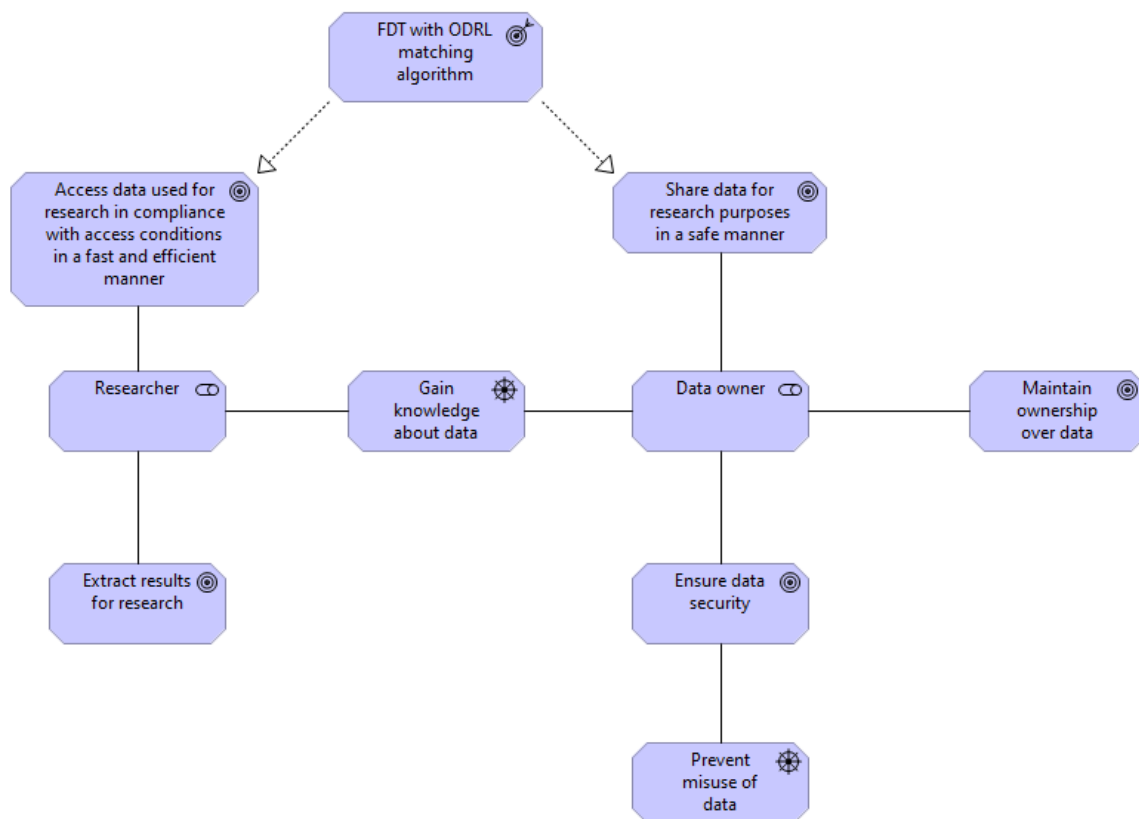 FDT with ODRL
matching
algorithm
Access data used for
research in compliance
with access conditions
in a fast and efficient
manner
Share data for
research purposes
in a safe manner
Researcher
Gain
knowledge
about data
Data owner
Maintain
ownership
over data
Extract results
for research
Ensure data
security
Prevent
misuse of
data